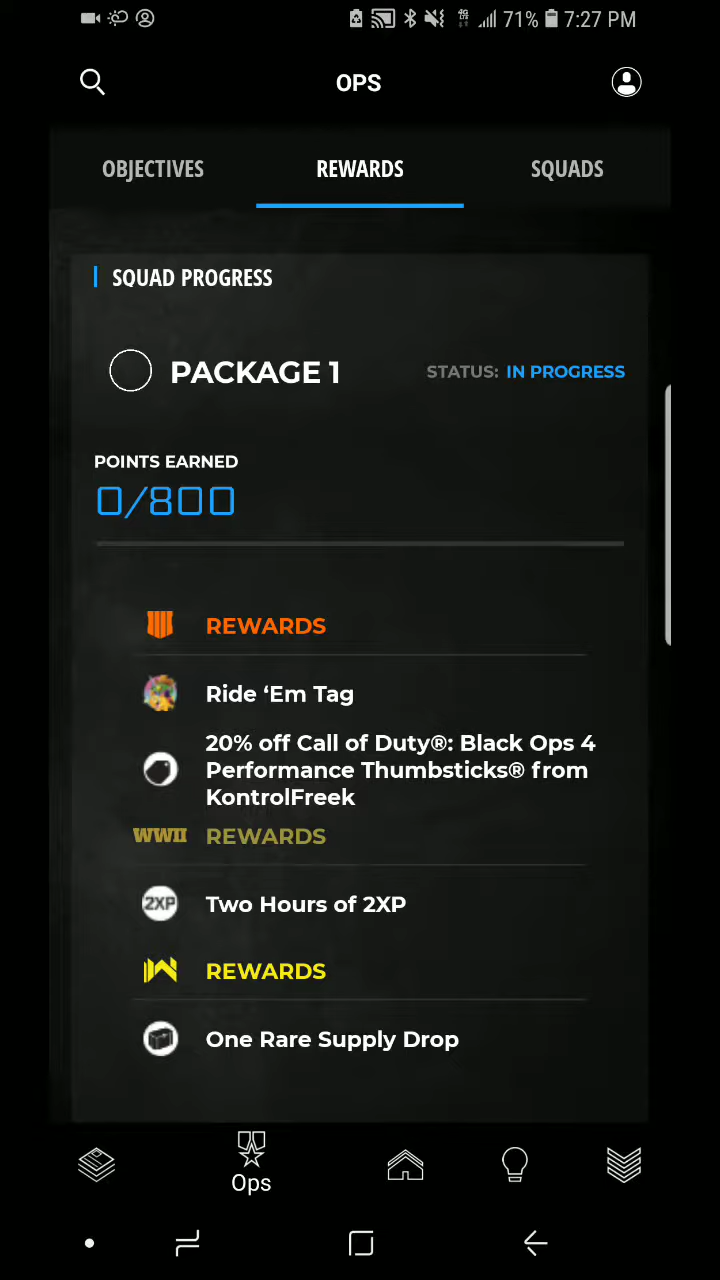 4G LTE 71% 7:27 PM
OPS
OBJECTIVES REWARDS SQUADS
SQUAD PROGRESS
PACKAGE 1 STATUS: IN PROGRESS
POINTS EARNED
0/800
REWARDS
Ride ‘Em Tag
20% off Call of Duty®: Black Ops 4
Performance Thumbsticks® from
KontrolFreek
WWII REWARDS
2XP Two Hours of 2XP
REWARDS
One Rare Supply Drop
Ops